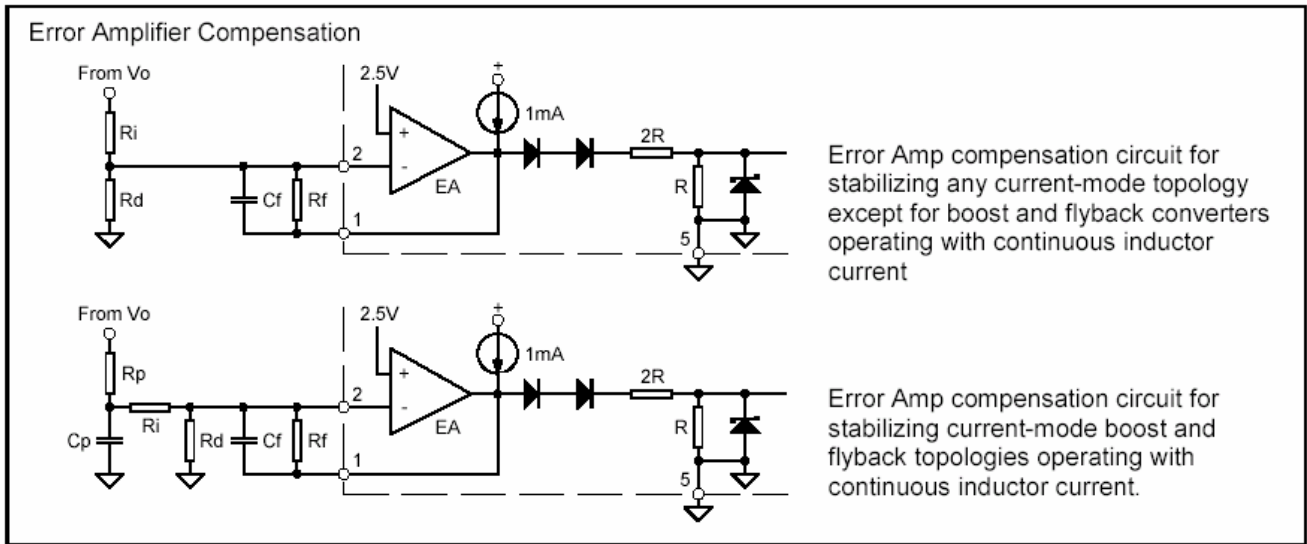 Error Amplifier Compensation
From Vo
2.5V
+
1mA
Ri
2
+
-
EA
2R
Rd
Cf
Rf
1
R
5
Error Amp compensation circuit for
stabilizing any current-mode topology
except for boost and flyback converters
operating with continuous inductor
current
From Vo
2.5V
+
1mA
Rp
2
+
-
EA
2R
Cp
Ri
Rd
Cf
Rf
1
R
5
Error Amp compensation circuit for
stabilizing current-mode boost and
flyback topologies operating with
continuous inductor current.